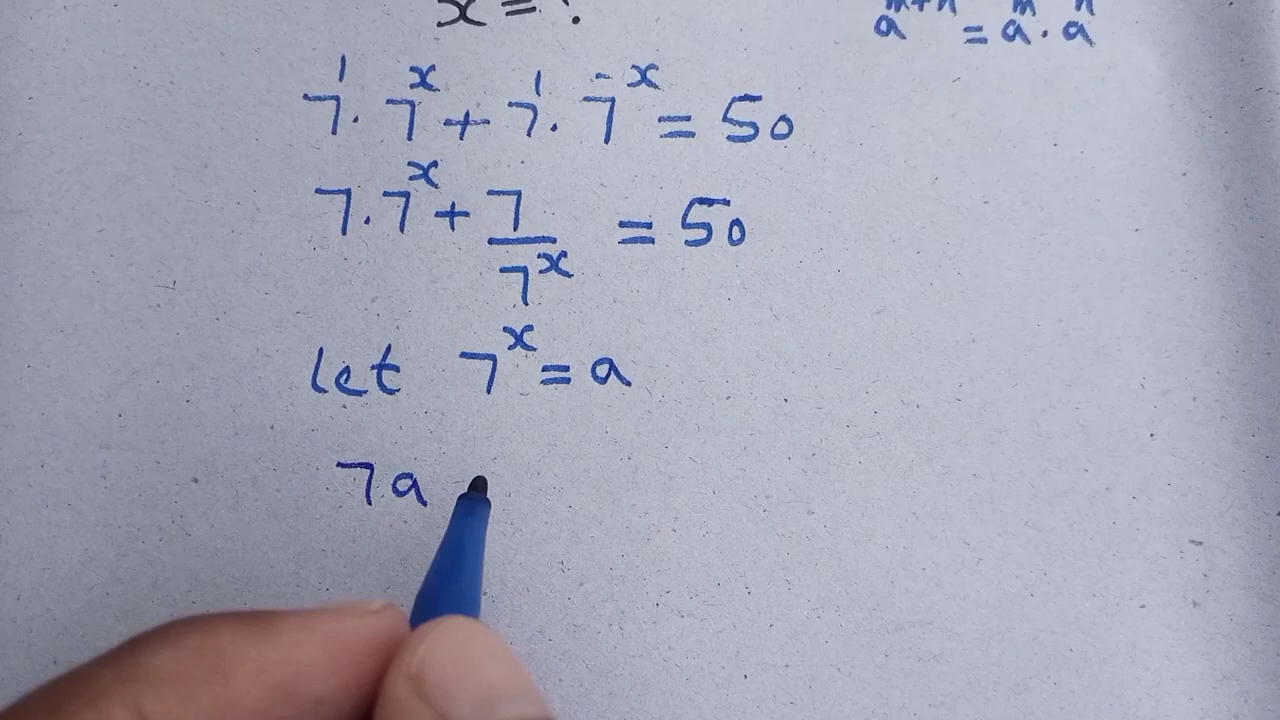 x = ?
a^{m+n} = a^m · a^n
7^1 · 7^x + 7^1 · 7^{-x} = 50
7 · 7^x + 7/7^x = 50
let 7^x = a
7a